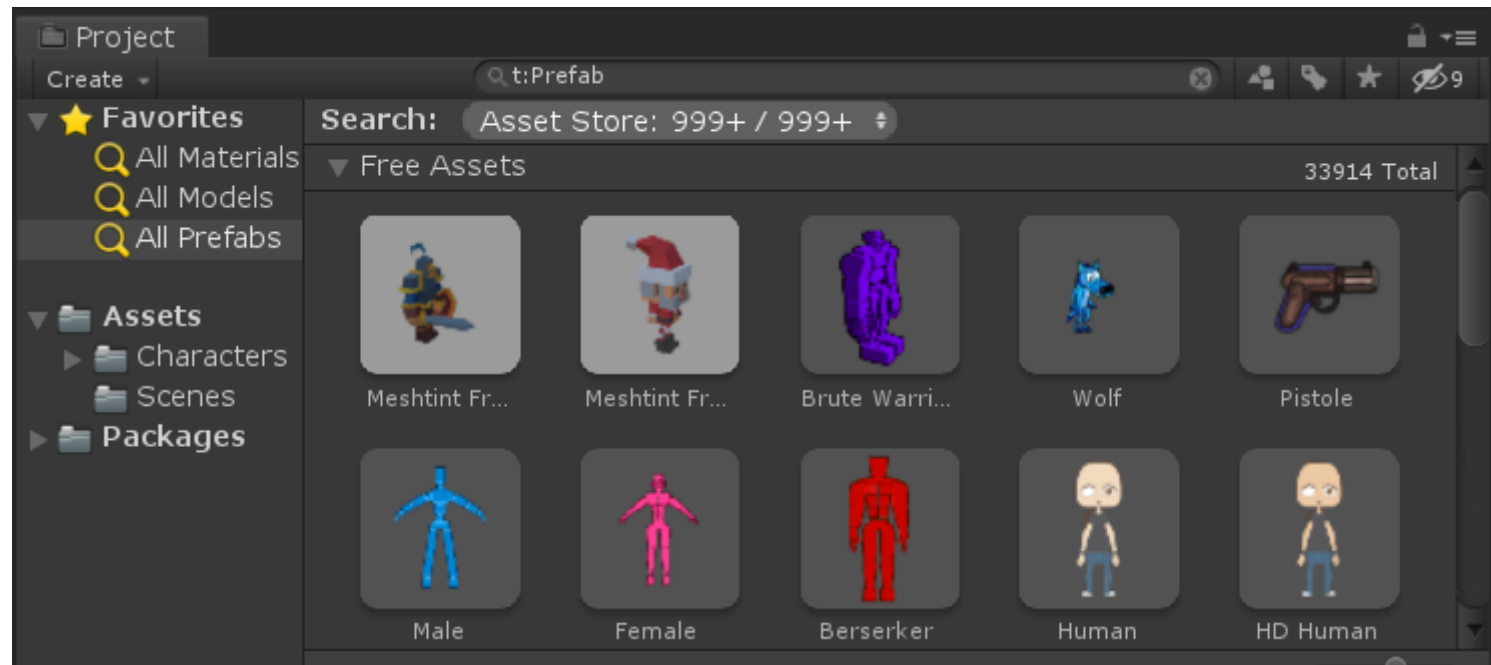 Project
Create
t:Prefab
9
Favorites
All Materials
All Models
All Prefabs
Assets
Characters
Scenes
Packages
Search: Asset Store: 999+ / 999+
Free Assets 33914 Total
Meshtint Fr... Meshtint Fr... Brute Warri... Wolf Pistole
Male Female Berserker Human HD Human